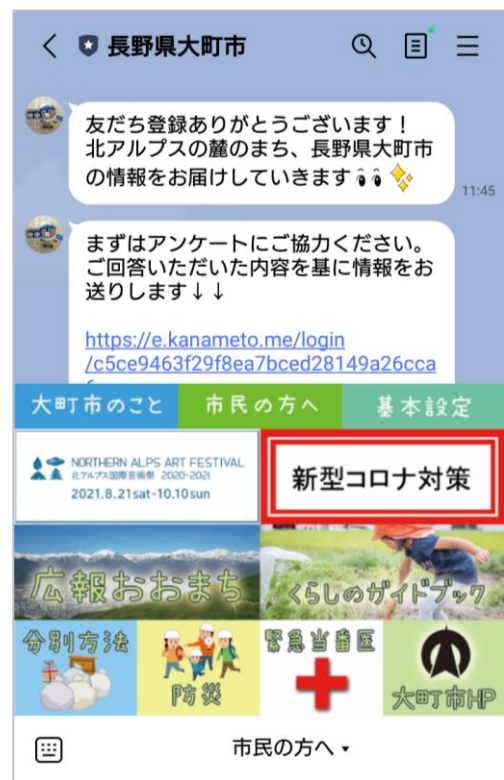 長野県大町市
友だち登録ありがとうございます！
北アルプスの麓のまち、長野県大町市
の情報をお届けしていきます👀✨
11:45
まずはアンケートにご協力ください。
ご回答いただいた内容を基に情報をお
送りします↓↓
https://e.kanameto.me/login
/c5ce9463f29f8ea7bced28149a26cca
大町市のこと
市民の方へ
基本設定
NORTHERN ALPS ART FESTIVAL
北アルプス国際芸術祭 2020-2021
2021.8.21sat-10.10sun
新型コロナ対策
広報おおまち
くらしのガイドブック
分別方法
防災
緊急当番医
大町市HP
市民の方へ ▾